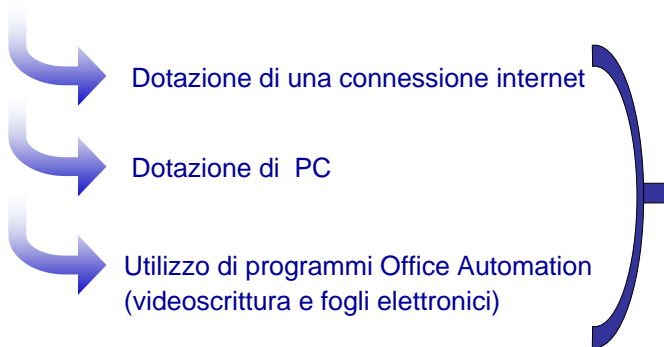 Dotazione di una connessione internet
Dotazione di PC
Utilizzo di programmi Office Automation
(videoscrittura e fogli elettronici)